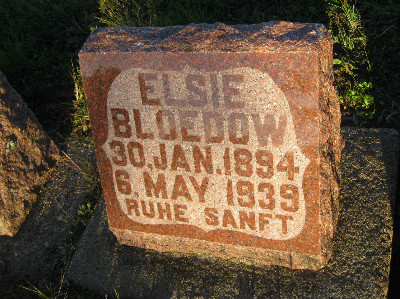 ELSIE
BLOEDOW
30. JAN. 1894
6. MAY 1939
RUHE SANFT